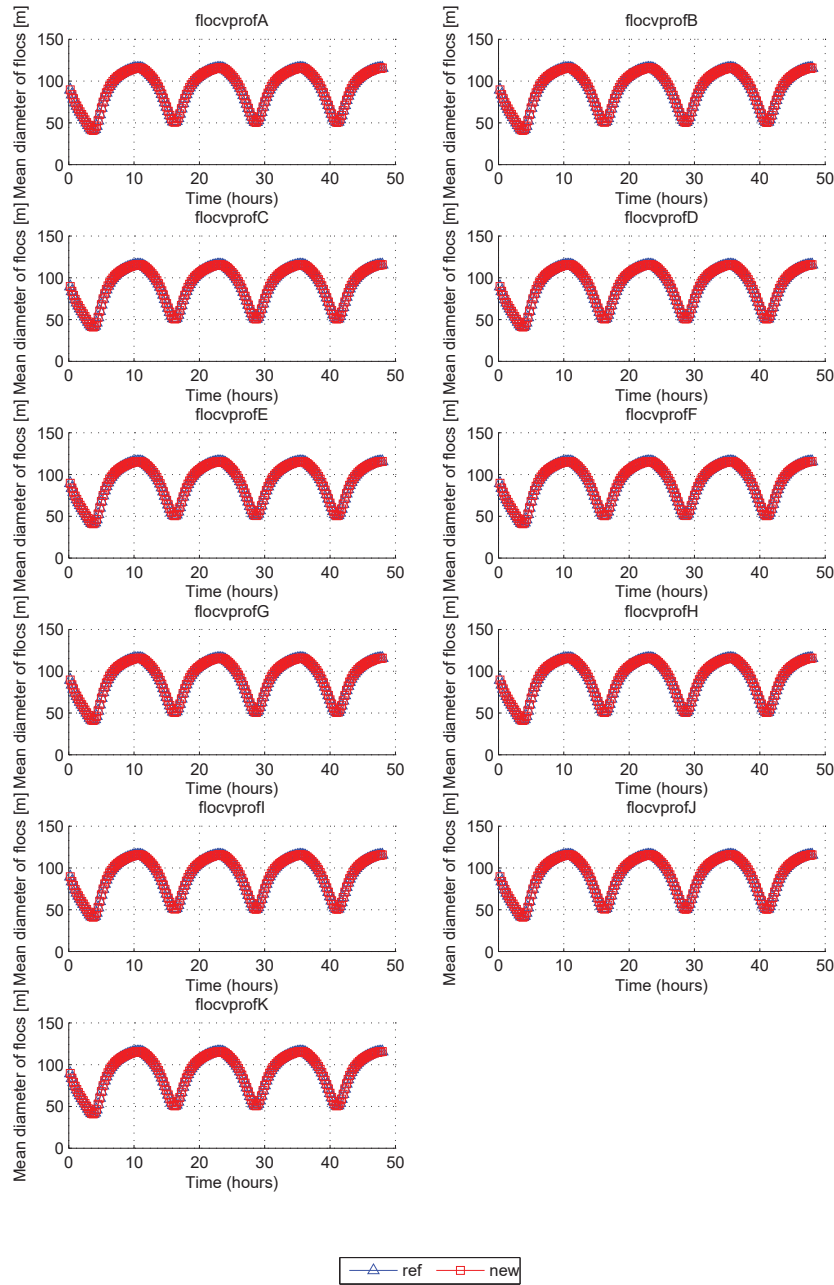 flocvprofA
Mean diameter of flocs [m]
150
100
50
0
0 10 20 30 40 50
Time (hours)
flocvprofB
Mean diameter of flocs [m]
150
100
50
0
0 10 20 30 40 50
Time (hours)
flocvprofC
Mean diameter of flocs [m]
150
100
50
0
0 10 20 30 40 50
Time (hours)
flocvprofD
Mean diameter of flocs [m]
150
100
50
0
0 10 20 30 40 50
Time (hours)
flocvprofE
Mean diameter of flocs [m]
150
100
50
0
0 10 20 30 40 50
Time (hours)
flocvprofF
Mean diameter of flocs [m]
150
100
50
0
0 10 20 30 40 50
Time (hours)
flocvprofG
Mean diameter of flocs [m]
150
100
50
0
0 10 20 30 40 50
Time (hours)
flocvprofH
Mean diameter of flocs [m]
150
100
50
0
0 10 20 30 40 50
Time (hours)
flocvprofI
Mean diameter of flocs [m]
150
100
50
0
0 10 20 30 40 50
Time (hours)
flocvprofJ
Mean diameter of flocs [m]
150
100
50
0
0 10 20 30 40 50
Time (hours)
flocvprofK
Mean diameter of flocs [m]
150
100
50
0
0 10 20 30 40 50
Time (hours)
ref new